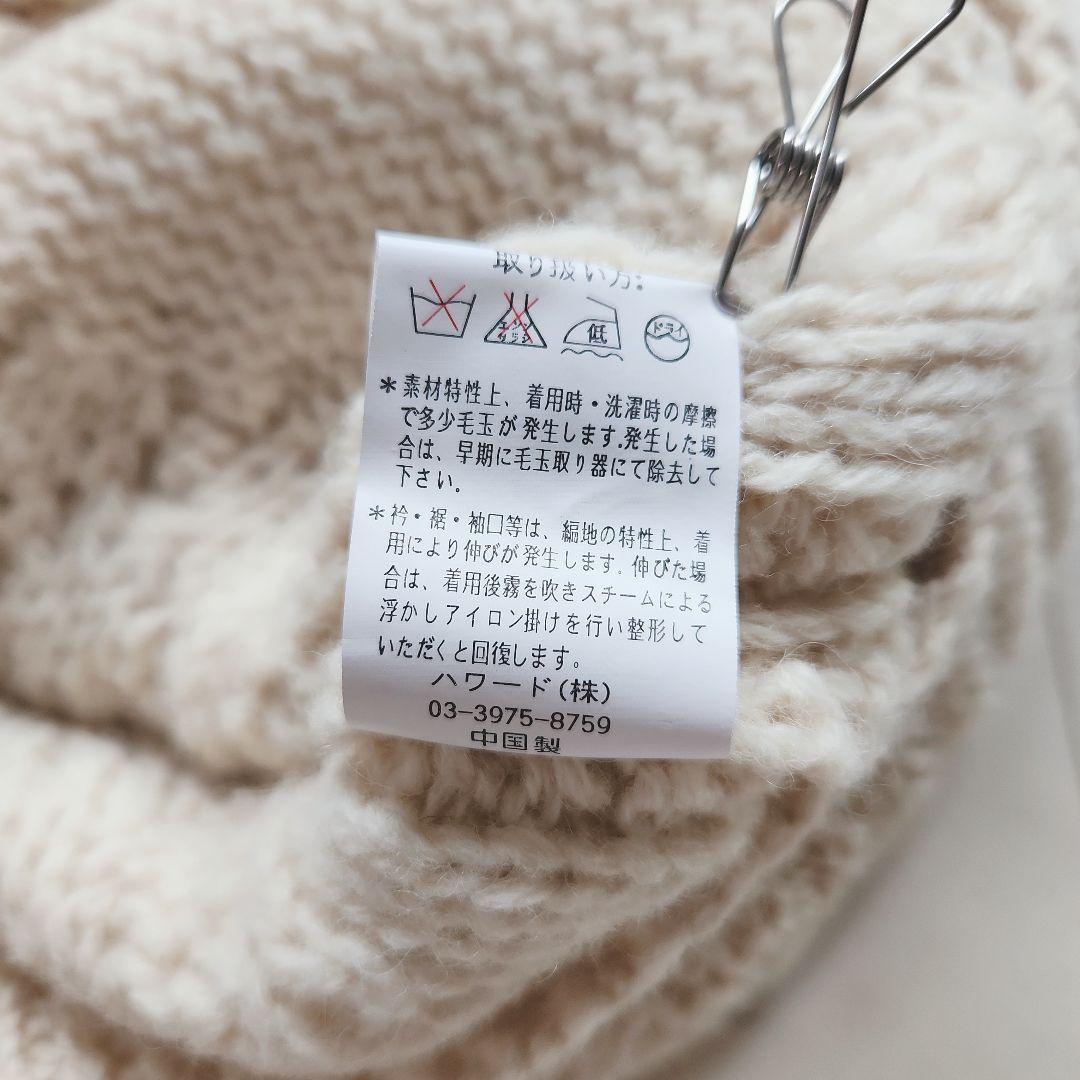 取り扱い方:
エンソ
サラシ
低
ドライ
*素材特性上、着用時・洗濯時の摩擦
で多少毛玉が発生します.発生した場
合は、早期に毛玉取り器にて除去して
下さい。
*衿・裾・袖口等は、編地の特性上、着
用により伸びが発生します。伸びた場
合は、着用後霧を吹きスチームによる
浮かしアイロン掛けを行い整形して
いただくと回復します。
ハワード(株)
03-3975-8759
中国製